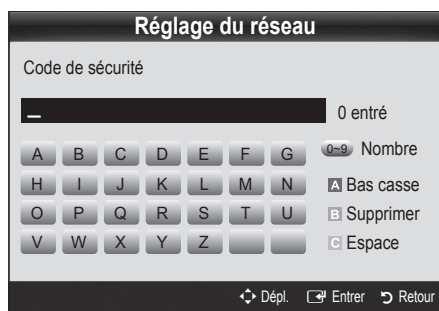 Réglage du réseau
Code de sécurité
_ 0 entré
A B C D E F G 0~9 Nombre
H I J K L M N A Bas casse
O P Q R S T U B Supprimer
V W X Y Z C Espace
Dépl. Entrer Retour